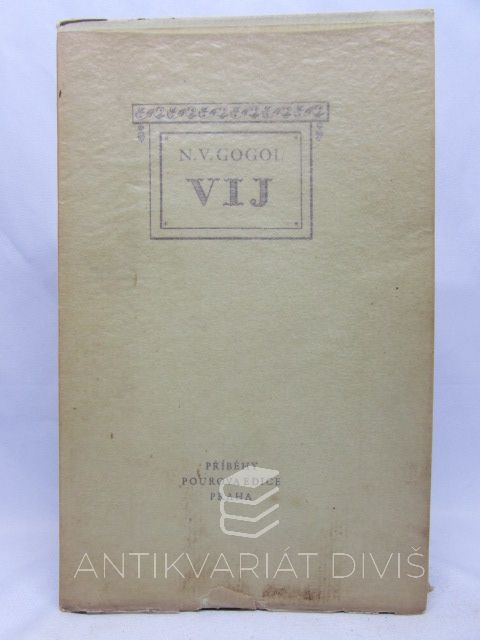 N.V.GOGOL
VIJ
PŘÍBĚHY
POUROVA EDICE
PRAHA
ANTIKVARIÁT DIVIŠ